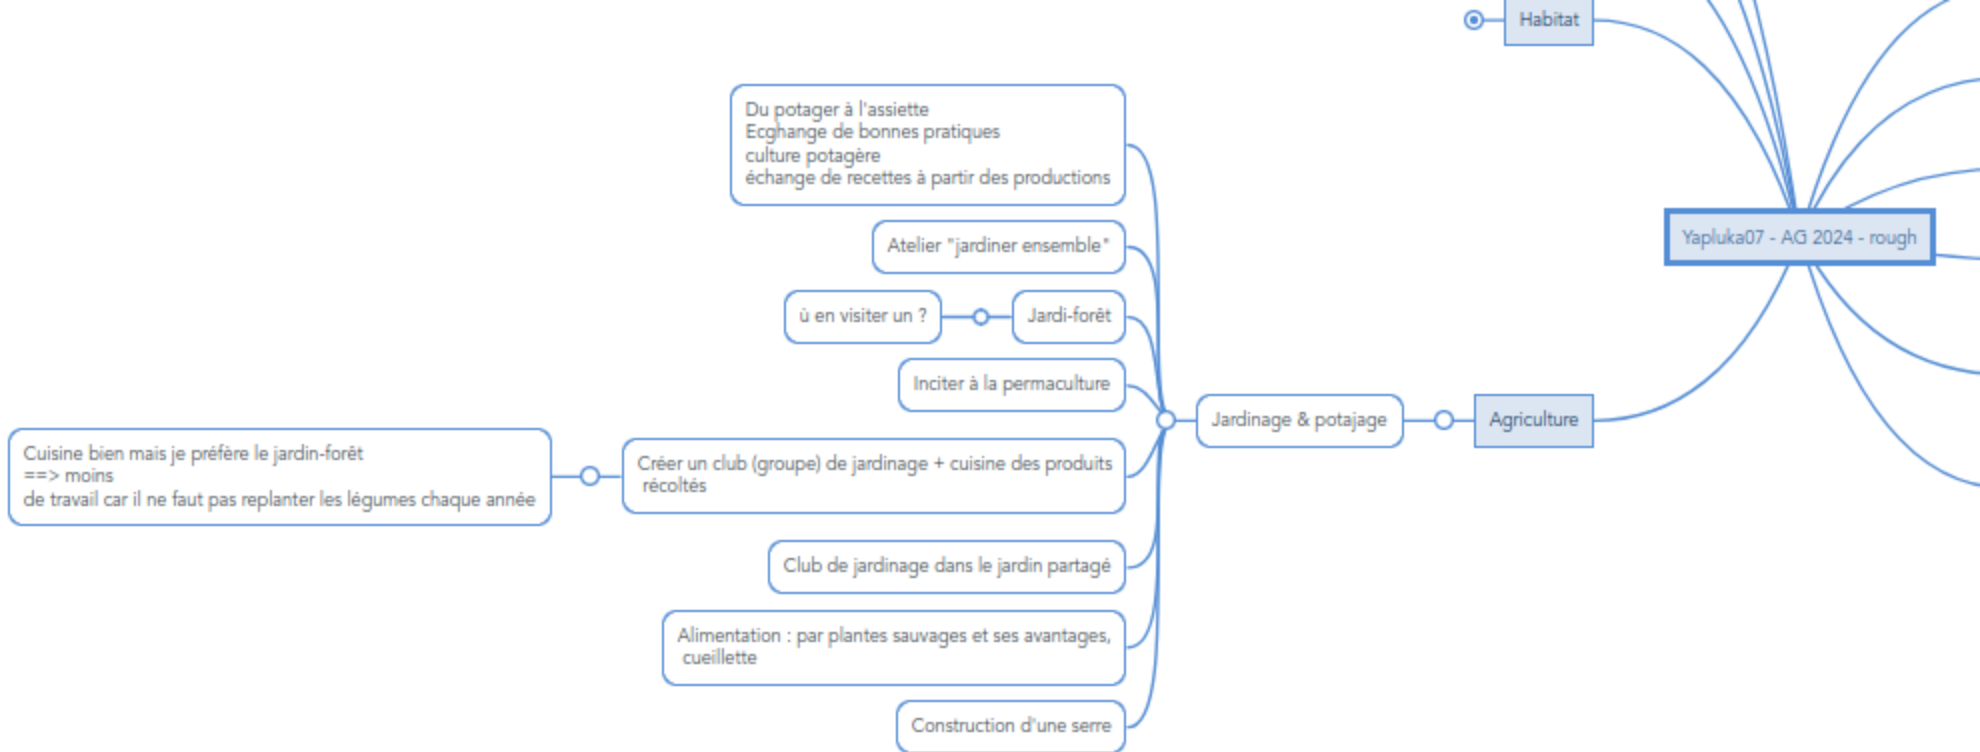 Habitat
Du potager à l'assiette
Ecghange de bonnes pratiques
culture potagère
échange de recettes à partir des productions
Yapluka07 - AG 2024 - rough
Atelier "jardiner ensemble"
ù en visiter un ?
Jardi-forêt
Inciter à la permaculture
Jardinage & potajage
Agriculture
Cuisine bien mais je préfère le jardin-forêt
==> moins
de travail car il ne faut pas replanter les légumes chaque année
Créer un club (groupe) de jardinage + cuisine des produits
récoltés
Club de jardinage dans le jardin partagé
Alimentation : par plantes sauvages et ses avantages,
cueillette
Construction d'une serre